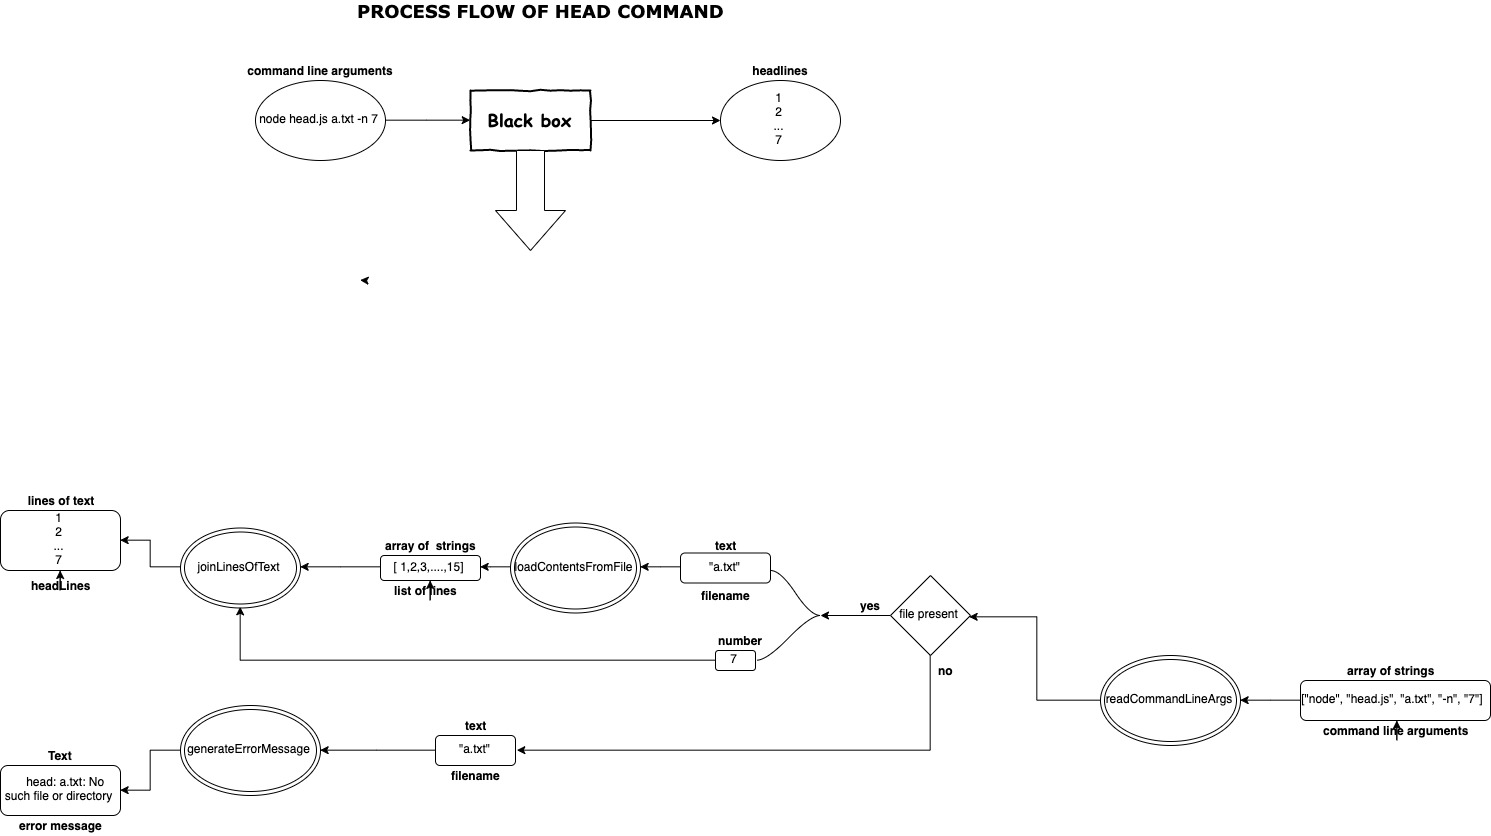 PROCESS FLOW OF HEAD COMMAND
command line arguments
node head.js a.txt -n 7
Black box
headlines
1
2
...
7
lines of text
1
2
...
7
headLines
joinLinesOfText
array of strings
[ 1,2,3,....,15]
list of lines
loadContentsFromFile
text
"a.txt"
filename
number
7
yes
file present
no
readCommandLineArgs
array of strings
["node", "head.js", "a.txt", "-n", "7"]
command line arguments
text
"a.txt"
filename
generateErrorMessage
Text
head: a.txt: No
such file or directory
error message